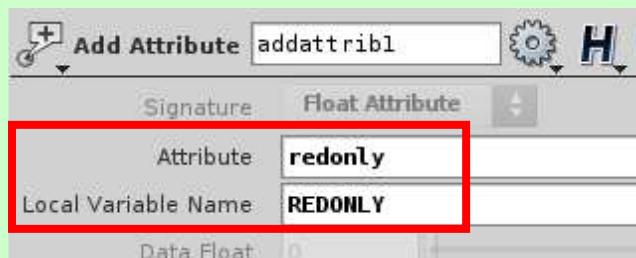 Add Attribute addattrib1 H
Signature Float Attribute
Attribute redonly
Local Variable Name REDONLY
Data Float 0